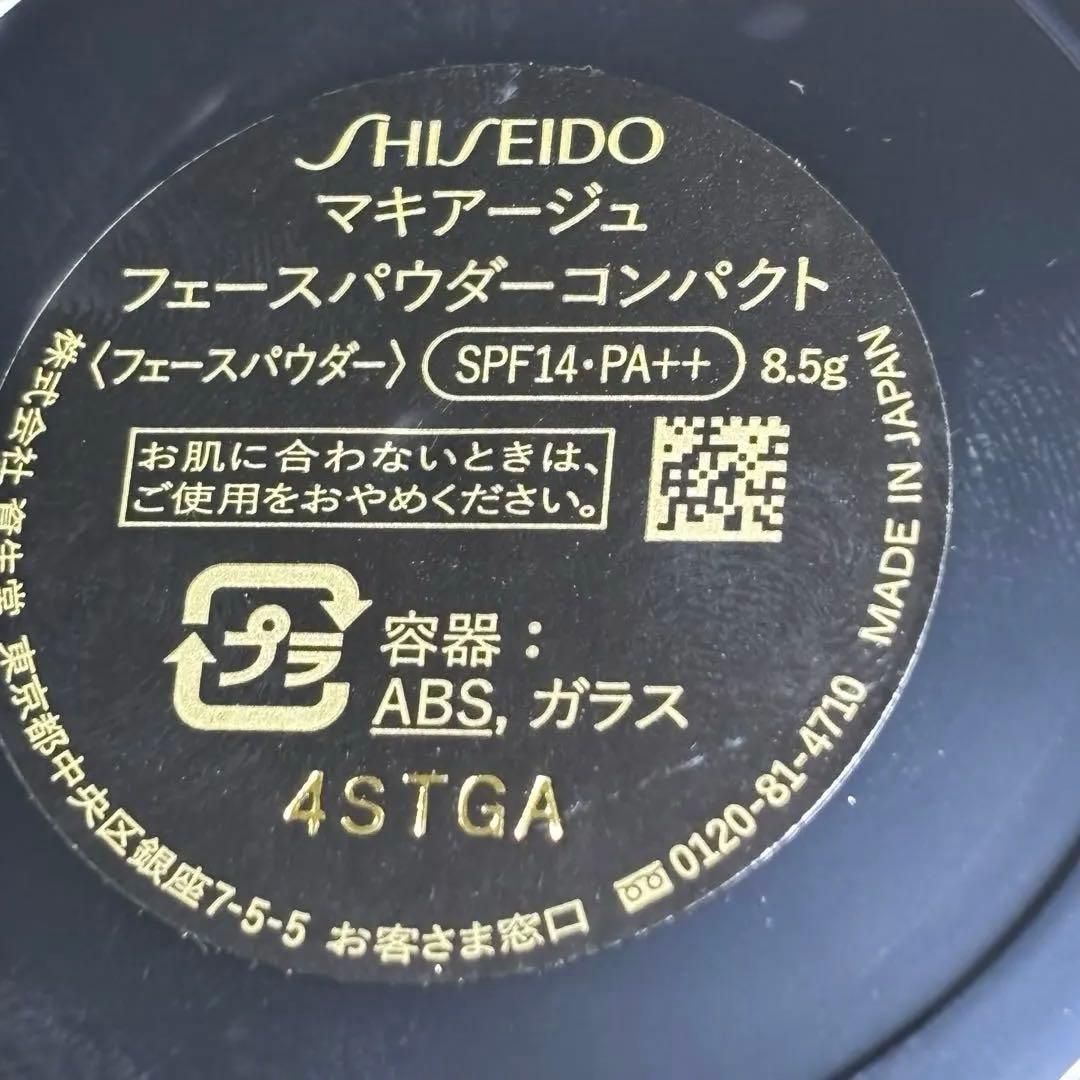 SHISEIDO
マキアージュ
フェースパウダーコンパクト
〈フェースパウダー〉 SPF14・PA++ 8.5g
お肌に合わないときは、
ご使用をおやめください。
プラ
容器：
ABS, ガラス
4STGA
株式会社 資生堂 東京都中央区銀座7-5-5 お客さま窓口 0120-81-4710 MADE IN JAPAN